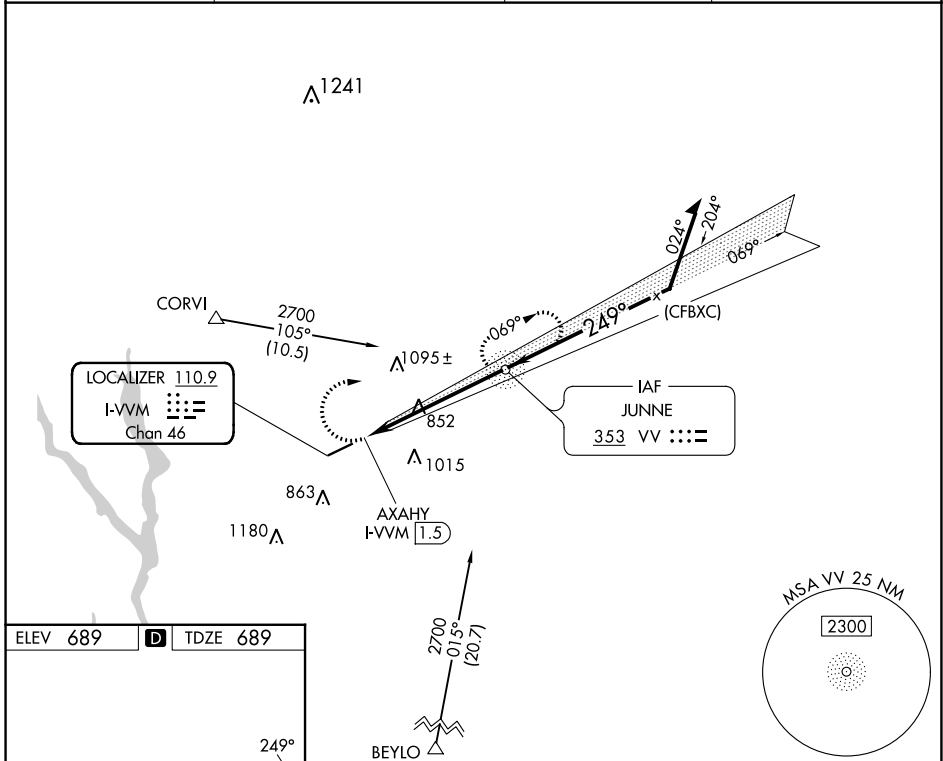 1241
024°
204°
069°
CORVI
2700
105°
(10.5)
069°
249°
(CFBXC)
1095±
LOCALIZER 110.9
I-VVM
Chan 46
852
IAF
JUNNE
353 VV
1015
863
AXAHY
I-VVM 1.5
1180
MSA VV 25 NM
2300
2700
015°
(20.7)
BEYLO
ELEV 689 D TDZE 689
249°